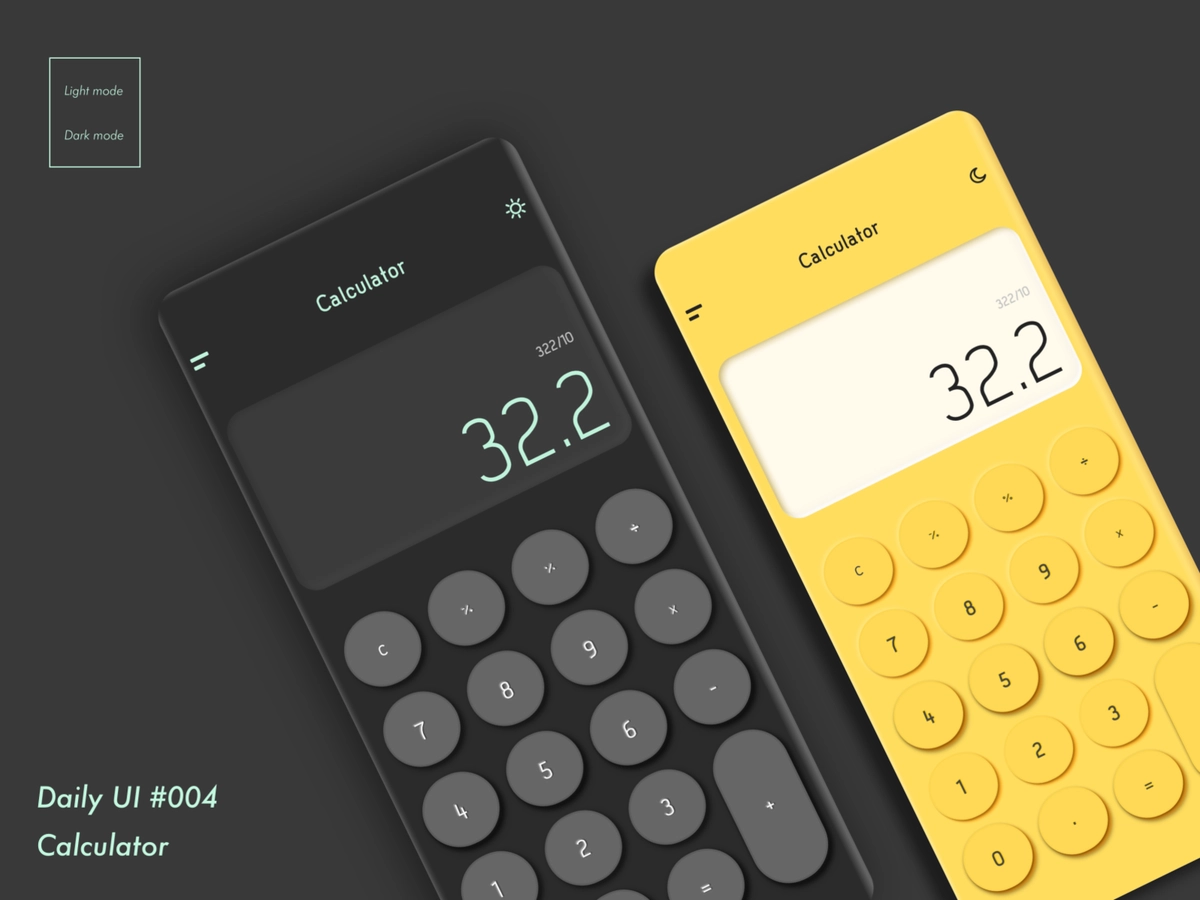 Light mode
Dark mode
Calculator
322/10
32.2
C % % ÷
7 8 9 x
4 5 6 -
1 2 3 +
=
Calculator
322/10
32.2
C % % ÷
7 8 9 x
4 5 6 -
1 2 3
0 . =
Daily UI #004
Calculator